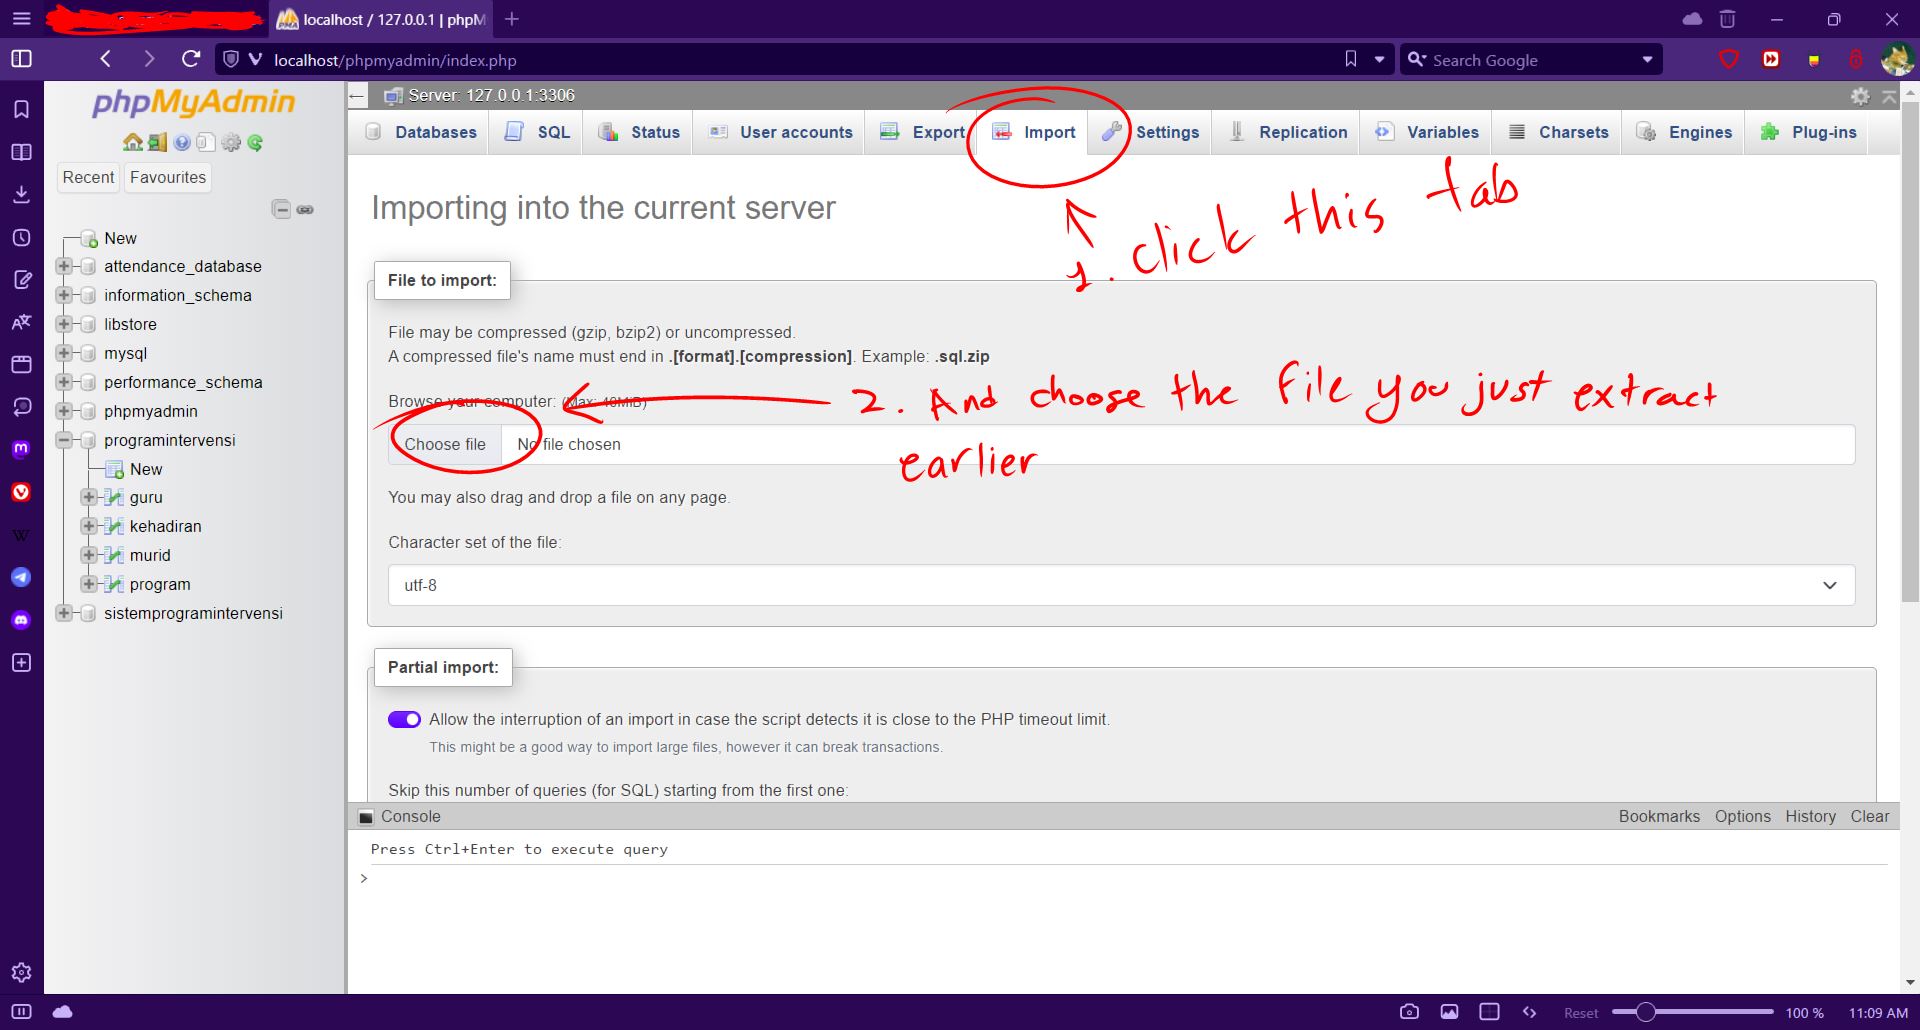 localhost / 127.0.0.1 | phpM
localhost/phpmyadmin/index.php
Search Google
phpMyAdmin
Recent
Favourites
New
attendance_database
information_schema
libstore
mysql
performance_schema
phpmyadmin
programintervensi
New
guru
kehadiran
murid
program
sistemprogramintervensi
Server: 127.0.0.1:3306
Databases
SQL
Status
User accounts
Export
Import
Settings
Replication
Variables
Charsets
Engines
Plug-ins
1. click this tab
Importing into the current server
File to import:
File may be compressed (gzip, bzip2) or uncompressed.
A compressed file's name must end in .[format].[compression]. Example: .sql.zip
Browse your computer: (Max: 40MiB)
2. And choose the file you just extract
earlier
Choose file
No file chosen
You may also drag and drop a file on any page.
Character set of the file:
utf-8
Partial import:
Allow the interruption of an import in case the script detects it is close to the PHP timeout limit.
This might be a good way to import large files, however it can break transactions.
Skip this number of queries (for SQL) starting from the first one:
Console
Bookmarks
Options
History
Clear
Press Ctrl+Enter to execute query
>
Reset
100 %
11:09 AM